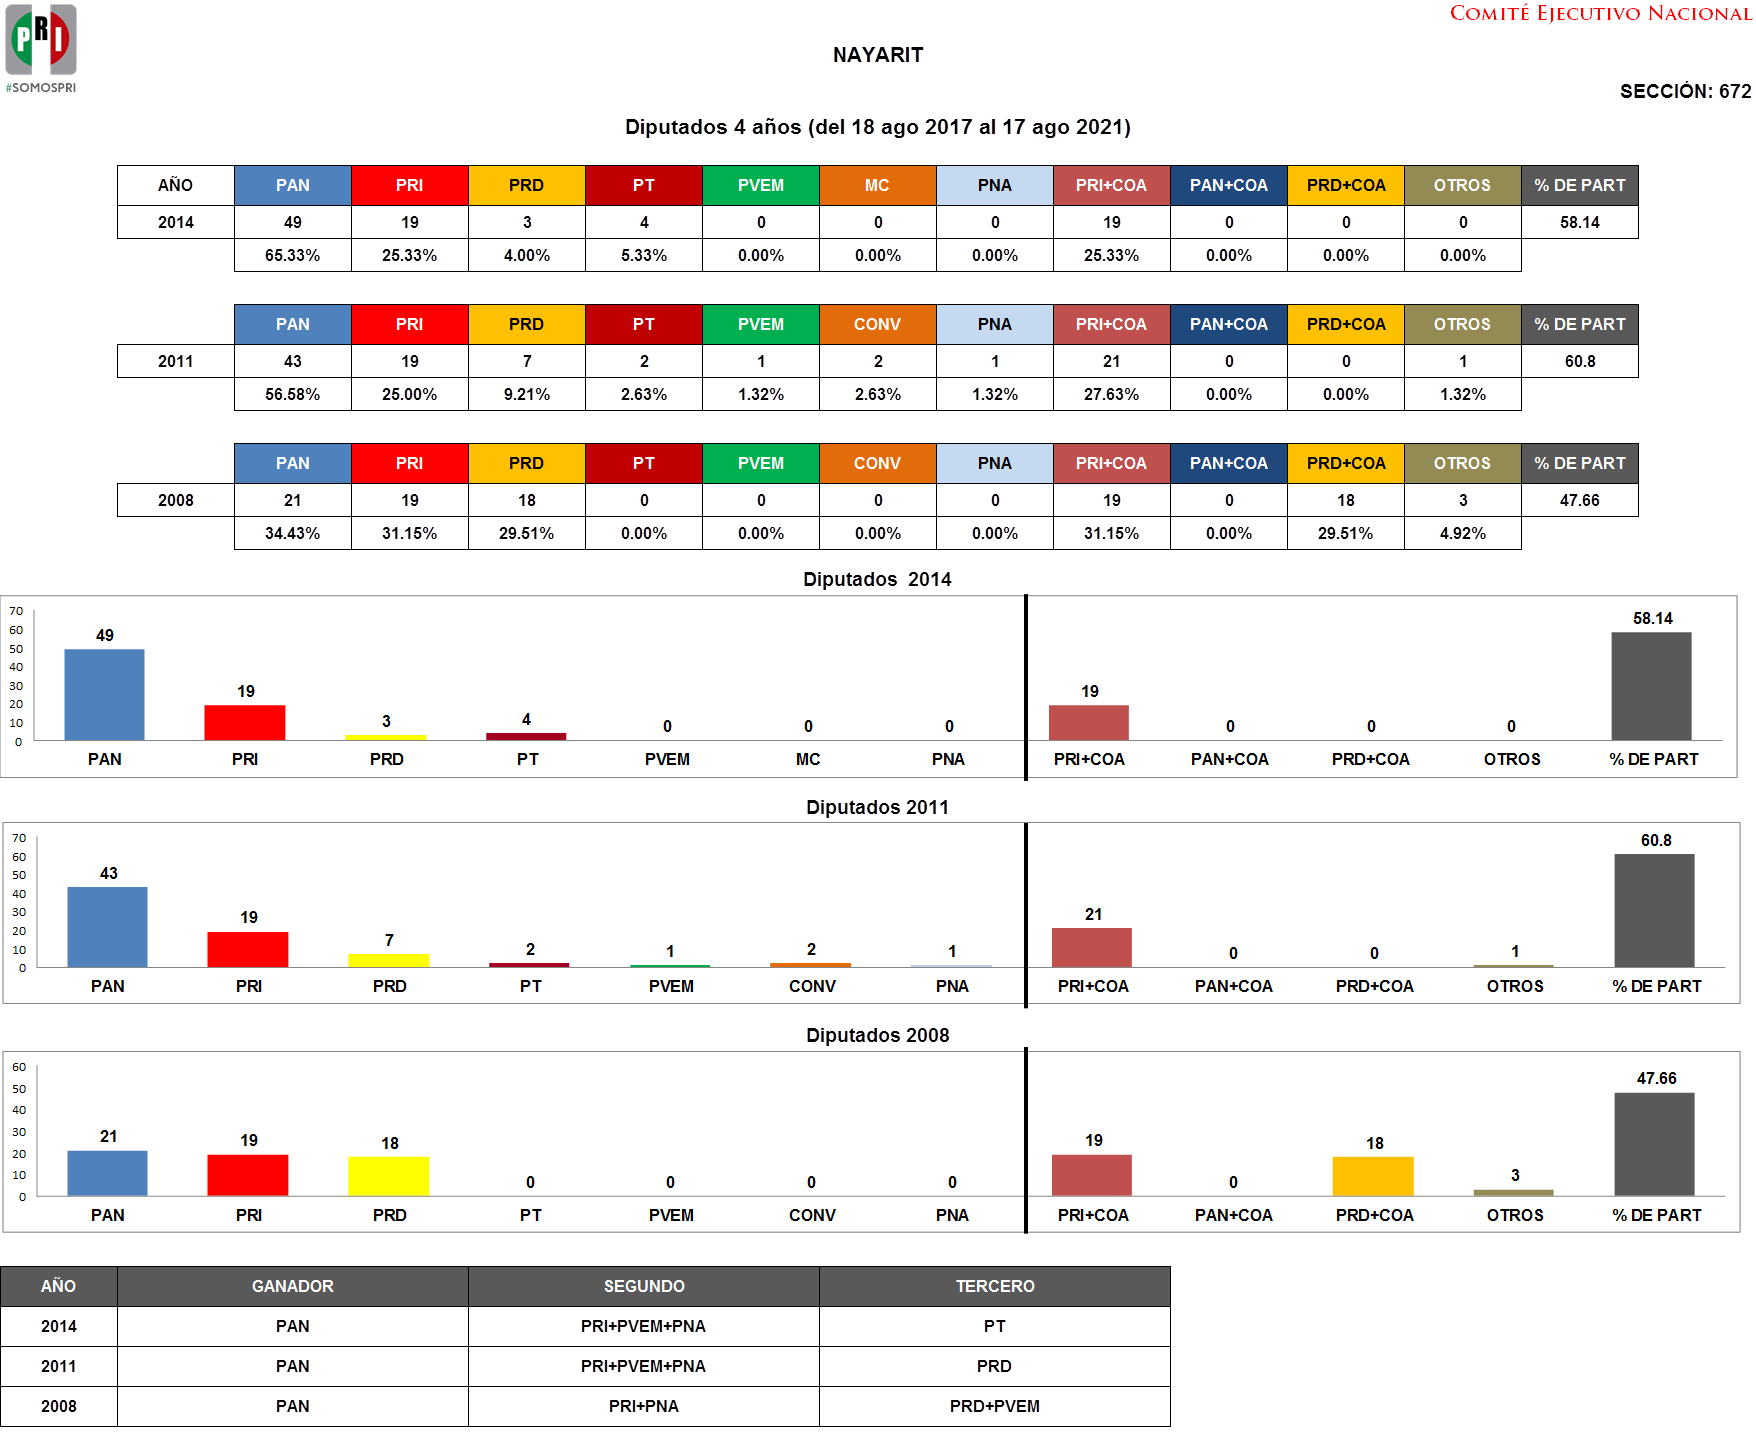 PRI
#SOMOSPRI
COMITÉ EJECUTIVO NACIONAL
NAYARIT
SECCIÓN: 672
Diputados 4 años (del 18 ago 2017 al 17 ago 2021)
AÑO PAN PRI PRD PT PVEM MC PNA PRI+COA PAN+COA PRD+COA OTROS % DE PART
2014 49 19 3 4 0 0 0 19 0 0 0 58.14
65.33% 25.33% 4.00% 5.33% 0.00% 0.00% 0.00% 25.33% 0.00% 0.00% 0.00%
PAN PRI PRD PT PVEM CONV PNA PRI+COA PAN+COA PRD+COA OTROS % DE PART
2011 43 19 7 2 1 2 1 21 0 0 1 60.8
56.58% 25.00% 9.21% 2.63% 1.32% 2.63% 1.32% 27.63% 0.00% 0.00% 1.32%
PAN PRI PRD PT PVEM CONV PNA PRI+COA PAN+COA PRD+COA OTROS % DE PART
2008 21 19 18 0 0 0 0 19 0 18 3 47.66
34.43% 31.15% 29.51% 0.00% 0.00% 0.00% 0.00% 31.15% 0.00% 29.51% 4.92%
Diputados 2014
70
60
50
40
30
20
10
0
49 19 3 4 0 0 0 19 0 0 0 58.14
PAN PRI PRD PT PVEM MC PNA PRI+COA PAN+COA PRD+COA OTROS % DE PART
Diputados 2011
70
60
50
40
30
20
10
0
43 19 7 2 1 2 1 21 0 0 1 60.8
PAN PRI PRD PT PVEM CONV PNA PRI+COA PAN+COA PRD+COA OTROS % DE PART
Diputados 2008
60
50
40
30
20
10
0
21 19 18 0 0 0 0 19 0 18 3 47.66
PAN PRI PRD PT PVEM CONV PNA PRI+COA PAN+COA PRD+COA OTROS % DE PART
AÑO GANADOR SEGUNDO TERCERO
2014 PAN PRI+PVEM+PNA PT
2011 PAN PRI+PVEM+PNA PRD
2008 PAN PRI+PNA PRD+PVEM